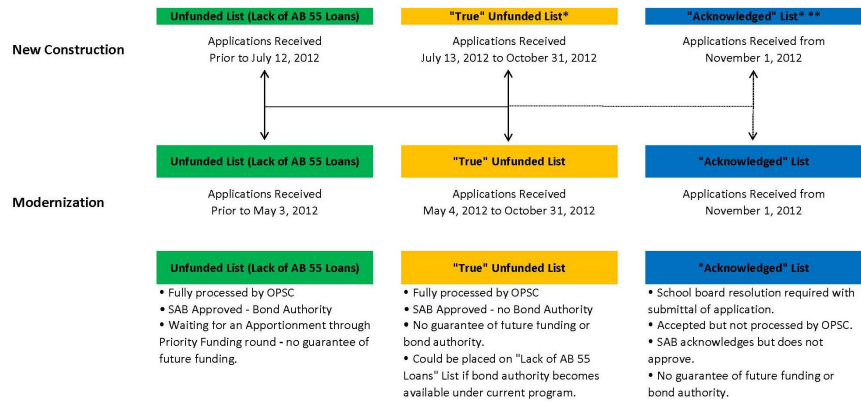 Unfunded List (Lack of AB 55 Loans)
"True" Unfunded List*
"Acknowledged" List* **
New Construction
Applications Received
Prior to July 12, 2012
Applications Received
July 13, 2012 to October 31, 2012
Applications Received from
November 1, 2012
Unfunded List (Lack of AB 55 Loans)
"True" Unfunded List
"Acknowledged" List
Modernization
Applications Received
Prior to May 3, 2012
Applications Received
May 4, 2012 to October 31, 2012
Applications Received from
November 1, 2012
Unfunded List (Lack of AB 55 Loans)
• Fully processed by OPSC
• SAB Approved - Bond Authority
• Waiting for an Apportionment through
Priority Funding round - no guarantee of
future funding.
"True" Unfunded List
• Fully processed by OPSC
• SAB Approved - no Bond Authority
• No guarantee of future funding or
bond authority.
• Could be placed on "Lack of AB 55
Loans" List if bond authority becomes
available under current program.
"Acknowledged" List
• School board resolution required with
submittal of application.
• Accepted but not processed by OPSC.
• SAB acknowledges but does not
approve.
• No guarantee of future funding or
bond authority.